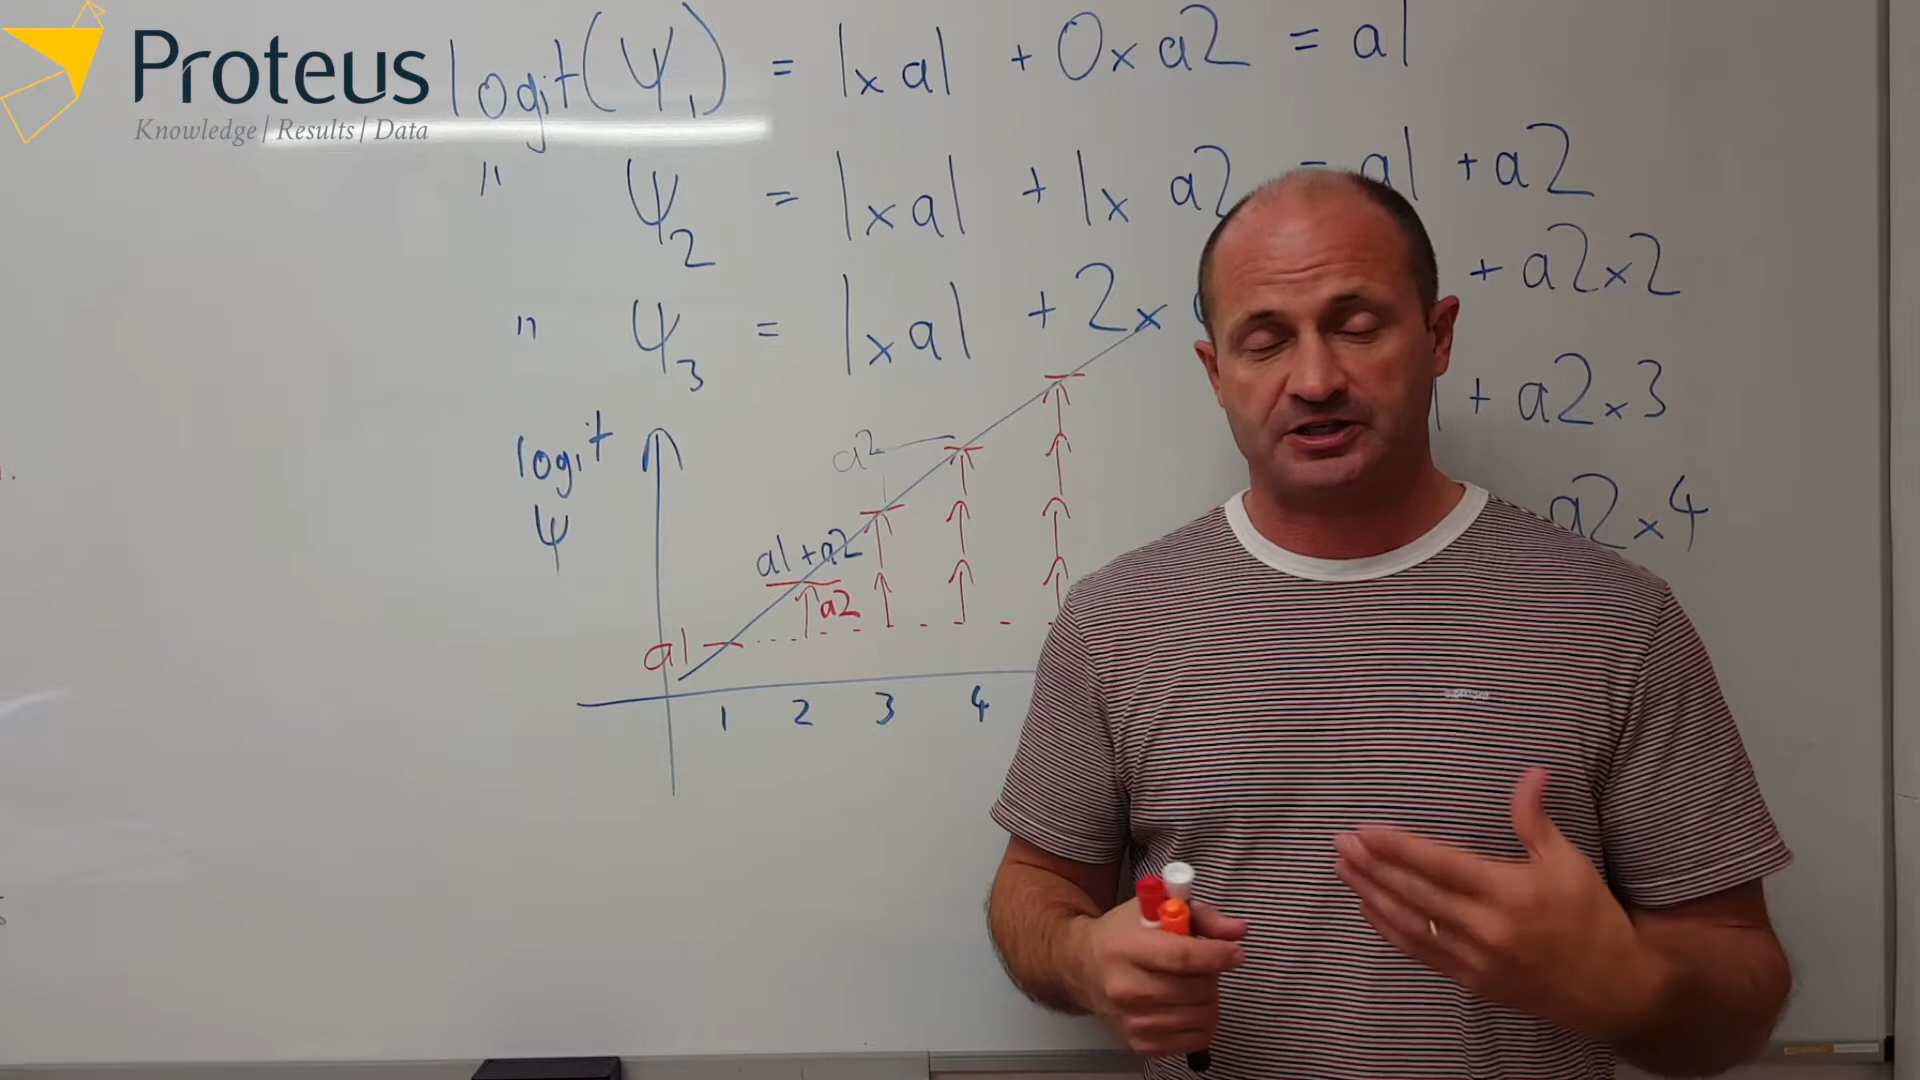 Proteus
Knowledge | Results | Data
logit(ψ1) = 1 x a1 + 0 x a2 = a1
" ψ2 = 1 x a1 + 1 x a2 = a1 + a2
" ψ3 = 1 x a1 + 2 x + a2 x 2
+ a2 x 3
a2 x 4
logit
ψ
a2
a1 + a2
a2
a1
1 2 3 4